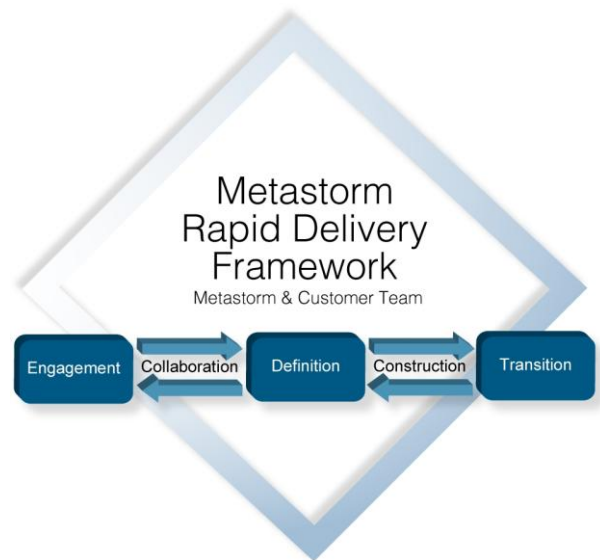 Metastorm
Rapid Delivery
Framework
Metastorm & Customer Team
Engagement
Collaboration
Definition
Construction
Transition